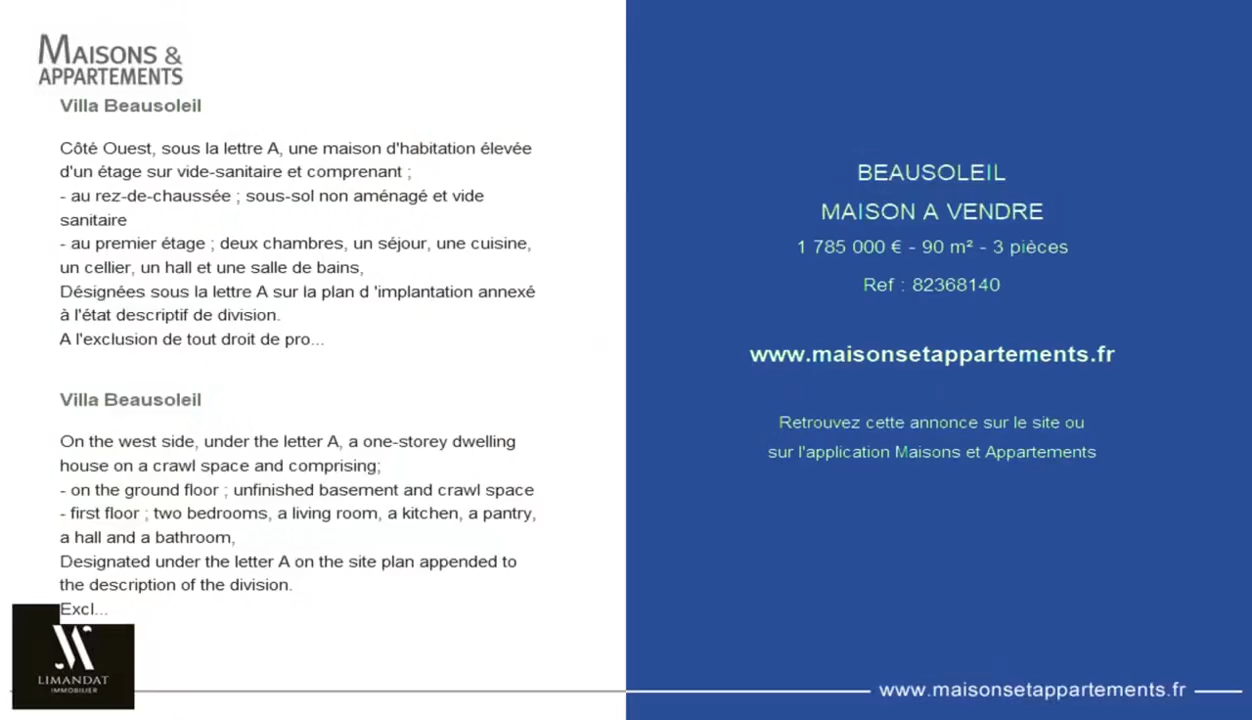 MAISONS &
APPARTEMENTS
Villa Beausoleil
Côté Ouest, sous la lettre A, une maison d'habitation élevée
d'un étage sur vide-sanitaire et comprenant ;
- au rez-de-chaussée ; sous-sol non aménagé et vide
sanitaire
- au premier étage ; deux chambres, un séjour, une cuisine,
un cellier, un hall et une salle de bains,
Désignées sous la lettre A sur la plan d 'implantation annexé
à l'état descriptif de division.
A l'exclusion de tout droit de pro...
Villa Beausoleil
On the west side, under the letter A, a one-storey dwelling
house on a crawl space and comprising;
- on the ground floor ; unfinished basement and crawl space
- first floor ; two bedrooms, a living room, a kitchen, a pantry,
a hall and a bathroom,
Designated under the letter A on the site plan appended to
the description of the division.
Excl...
LIMANDAT
IMMOBILIER
BEAUSOLEIL
MAISON A VENDRE
1 785 000 € - 90 m² - 3 pièces
Ref : 82368140
www.maisonsetappartements.fr
Retrouvez cette annonce sur le site ou
sur l'application Maisons et Appartements
www.maisonsetappartements.fr